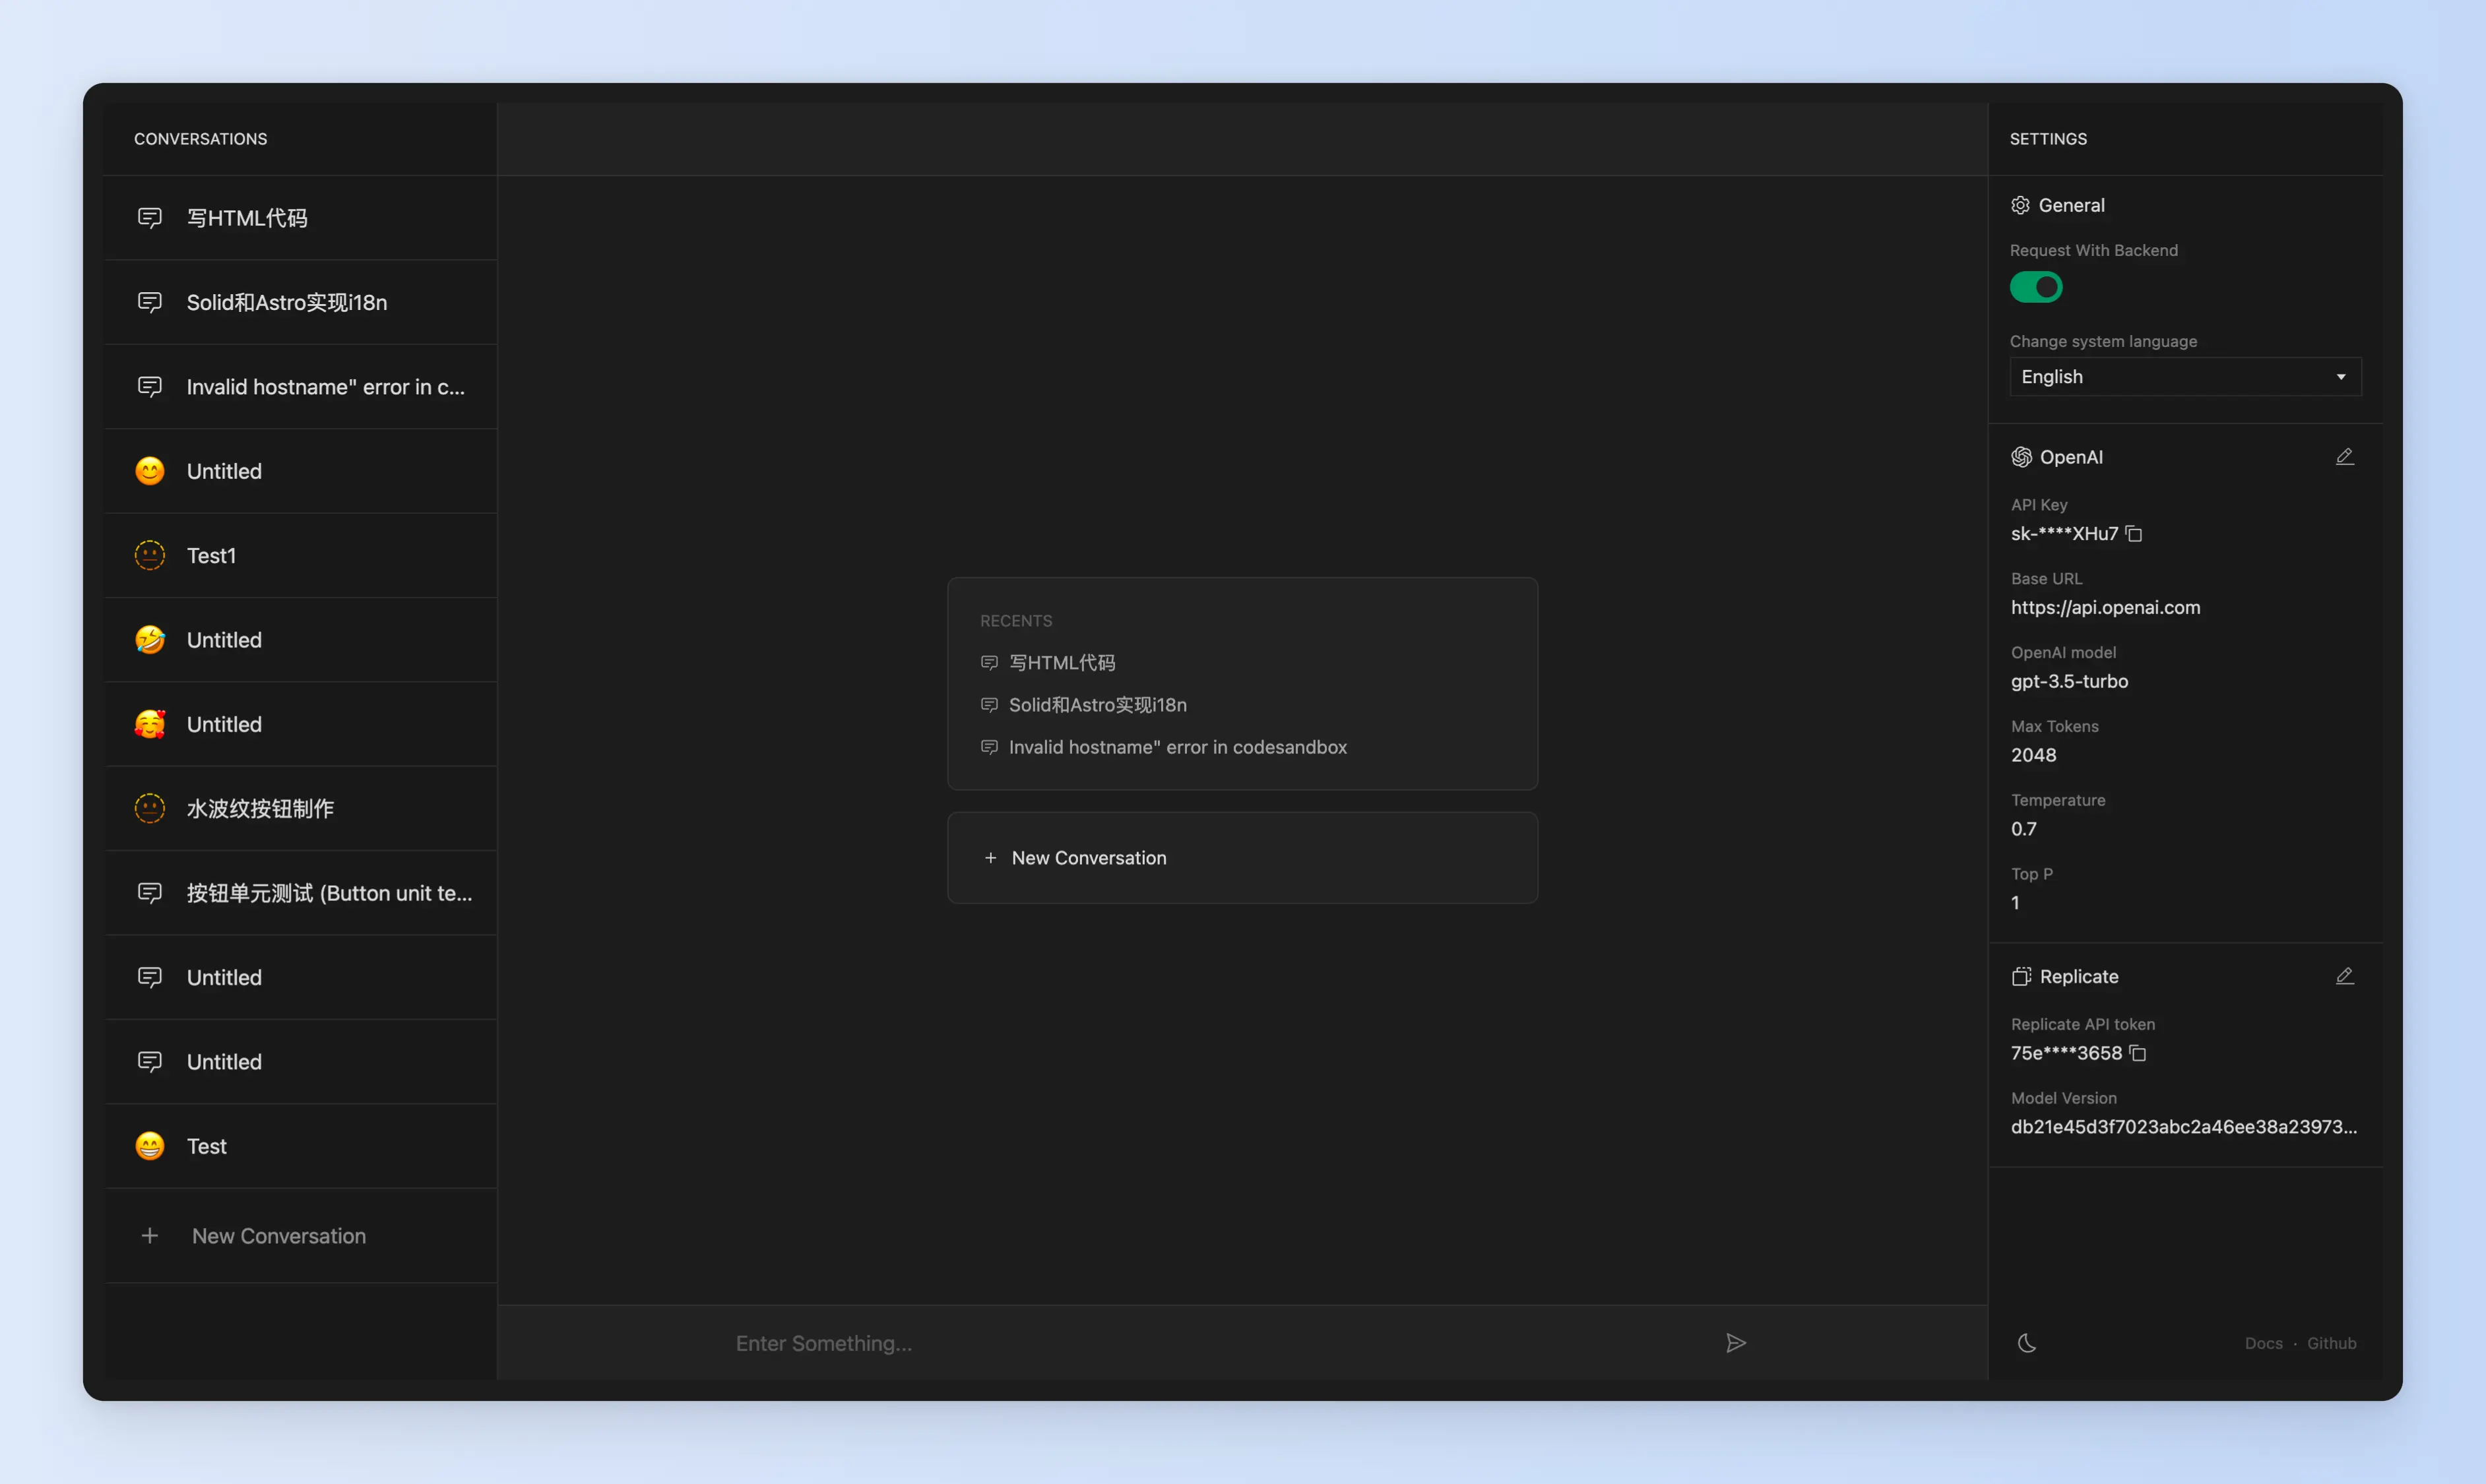 CONVERSATIONS
写HTML代码
Solid和Astro实现i18n
Invalid hostname" error in c...
Untitled
Test1
Untitled
Untitled
水波纹按钮制作
按钮单元测试 (Button unit te...
Untitled
Untitled
Test
New Conversation
RECENTS
写HTML代码
Solid和Astro实现i18n
Invalid hostname" error in codesandbox
New Conversation
Enter Something...
SETTINGS
General
Request With Backend
Change system language
English
OpenAI
API Key
sk-****XHu7
Base URL
https://api.openai.com
OpenAI model
gpt-3.5-turbo
Max Tokens
2048
Temperature
0.7
Top P
1
Replicate
Replicate API token
75e****3658
Model Version
db21e45d3f7023abc2a46ee38a23973...
Docs · Github